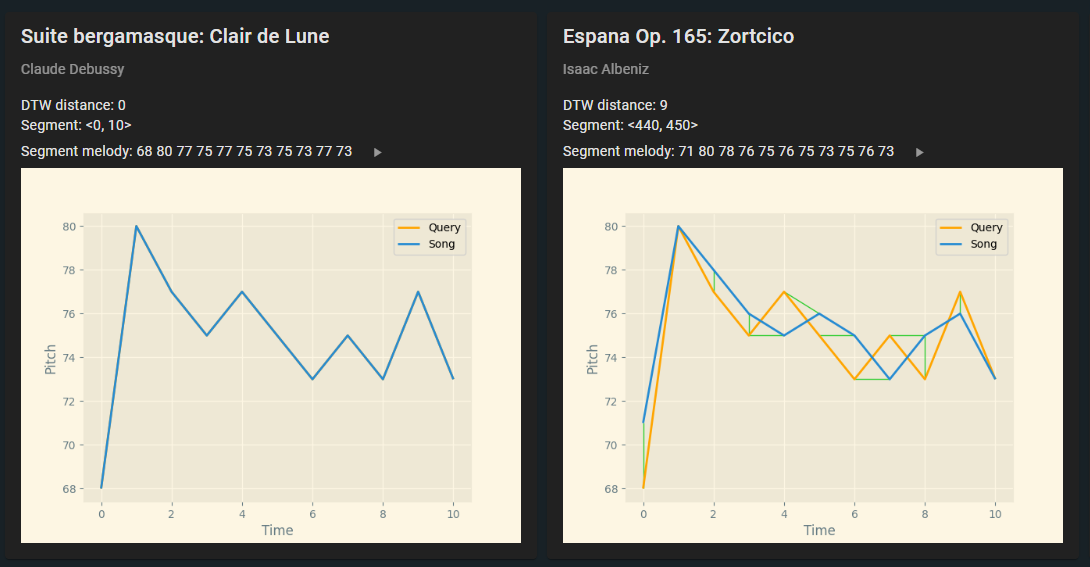 Suite bergamasque: Clair de Lune
Claude Debussy
DTW distance: 0
Segment: <0, 10>
Segment melody: 68 80 77 75 77 75 73 75 73 77 73
Query
Song
80
78
76
74
72
70
68
Pitch
0 2 4 6 8 10
Time
Espana Op. 165: Zortcico
Isaac Albeniz
DTW distance: 9
Segment: <440, 450>
Segment melody: 71 80 78 76 75 76 75 73 75 76 73
Query
Song
80
78
76
74
72
70
68
Pitch
0 2 4 6 8 10
Time